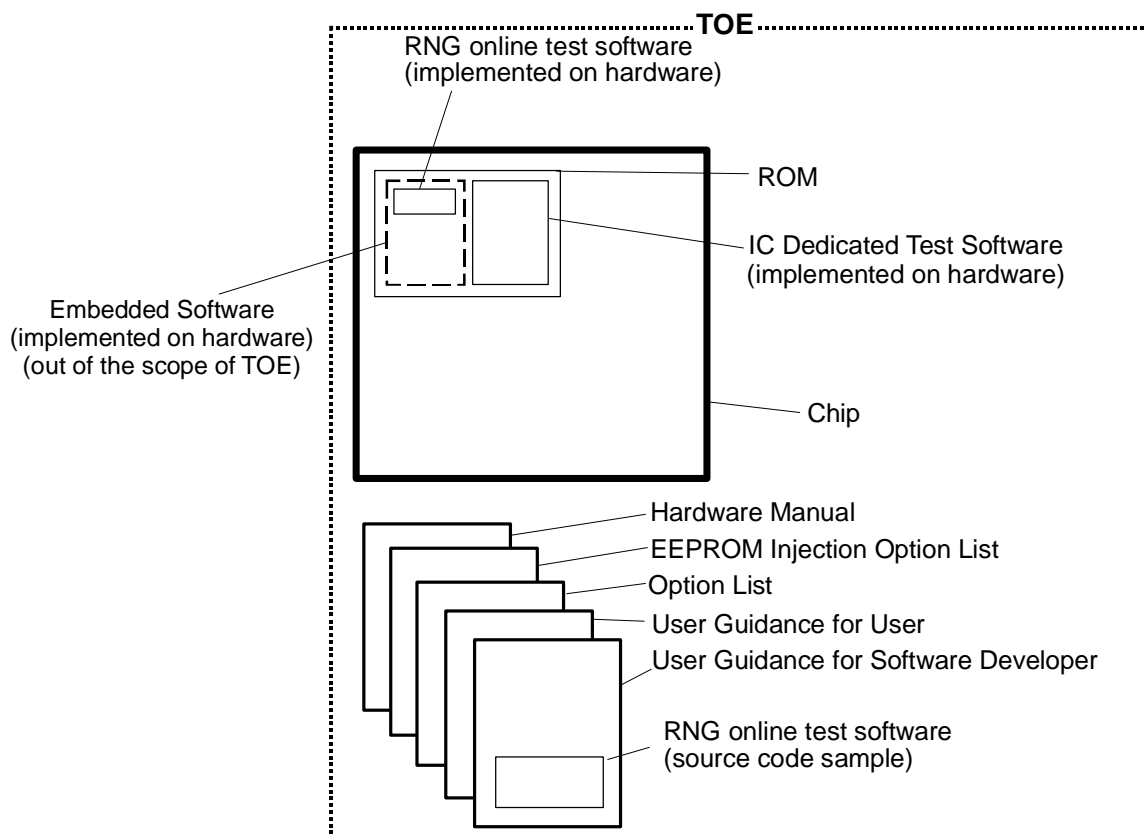 TOE
RNG online test software
(implemented on hardware)
ROM
IC Dedicated Test Software
(implemented on hardware)
Embedded Software
(implemented on hardware)
(out of the scope of TOE)
Chip
Hardware Manual
EEPROM Injection Option List
Option List
User Guidance for User
User Guidance for Software Developer
RNG online test software
(source code sample)